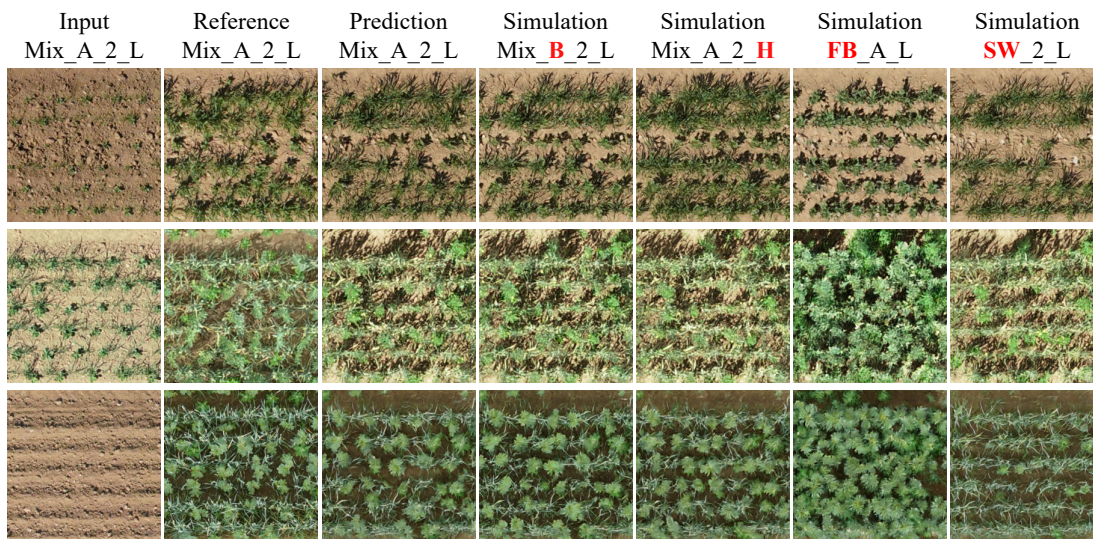 Input
Mix_A_2_L
Reference
Mix_A_2_L
Prediction
Mix_A_2_L
Simulation
Mix_B_2_L
Simulation
Mix_A_2_H
Simulation
FB_A_L
Simulation
SW_2_L